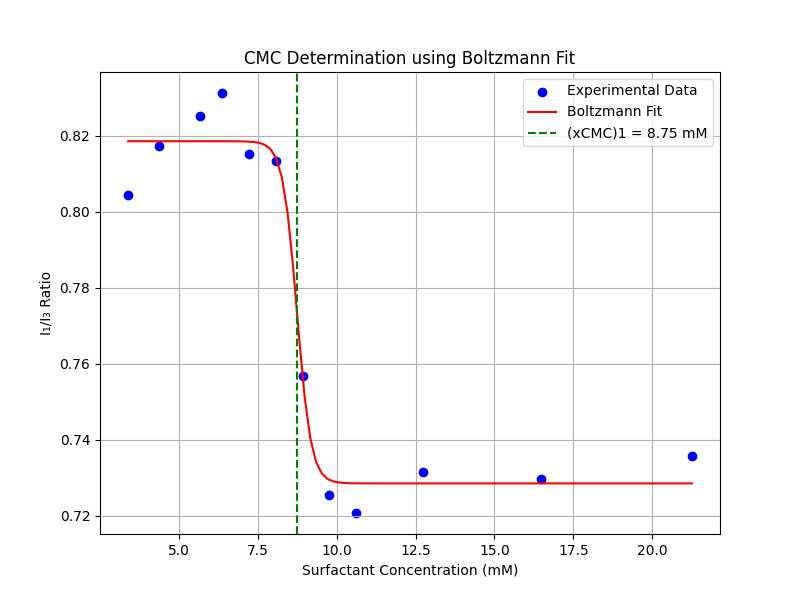 CMC Determination using Boltzmann Fit
Experimental Data
Boltzmann Fit
(xCMC)1 = 8.75 mM
I₁/I₃ Ratio
0.82
0.80
0.78
0.76
0.74
0.72
5.0 7.5 10.0 12.5 15.0 17.5 20.0
Surfactant Concentration (mM)